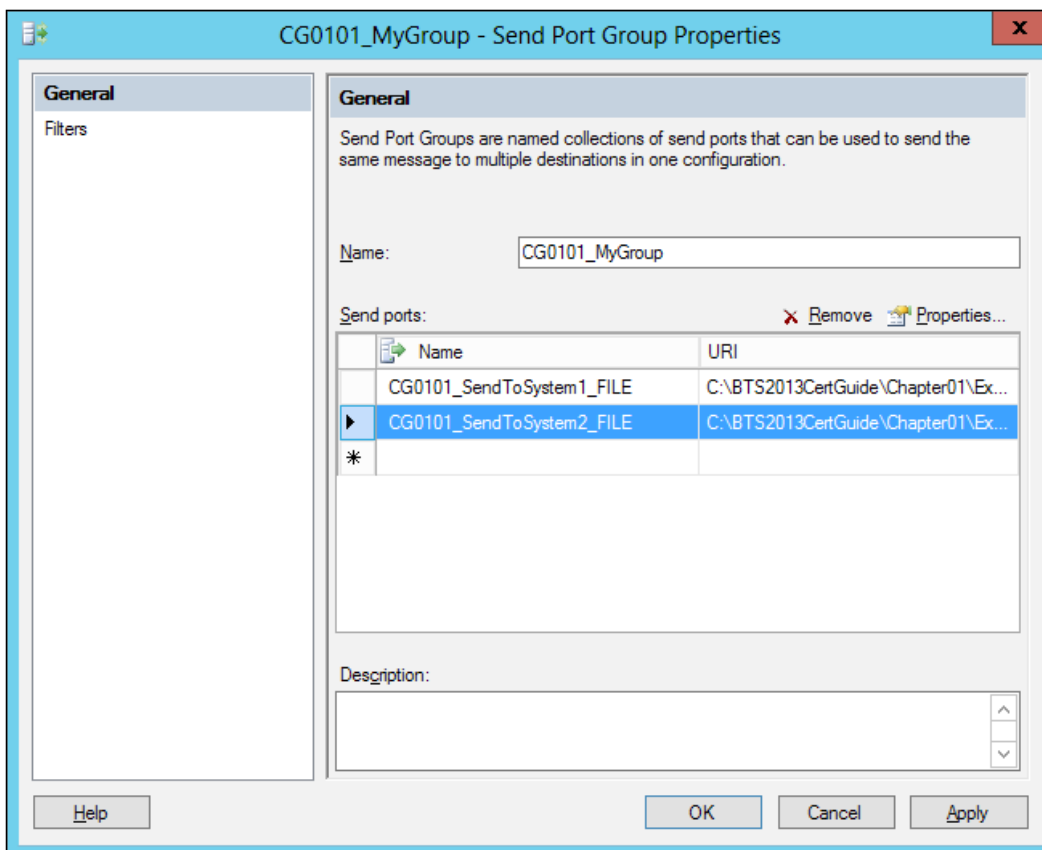 CG0101_MyGroup - Send Port Group Properties
x
General
Filters
General
Send Port Groups are named collections of send ports that can be used to send the
same message to multiple destinations in one configuration.
Name:
CG0101_MyGroup
Send ports:
Remove
Properties...
Name
URI
CG0101_SendToSystem1_FILE
C:\BTS2013CertGuide\Chapter01\Ex...
CG0101_SendToSystem2_FILE
C:\BTS2013CertGuide\Chapter01\Ex...
Description:
Help
OK
Cancel
Apply